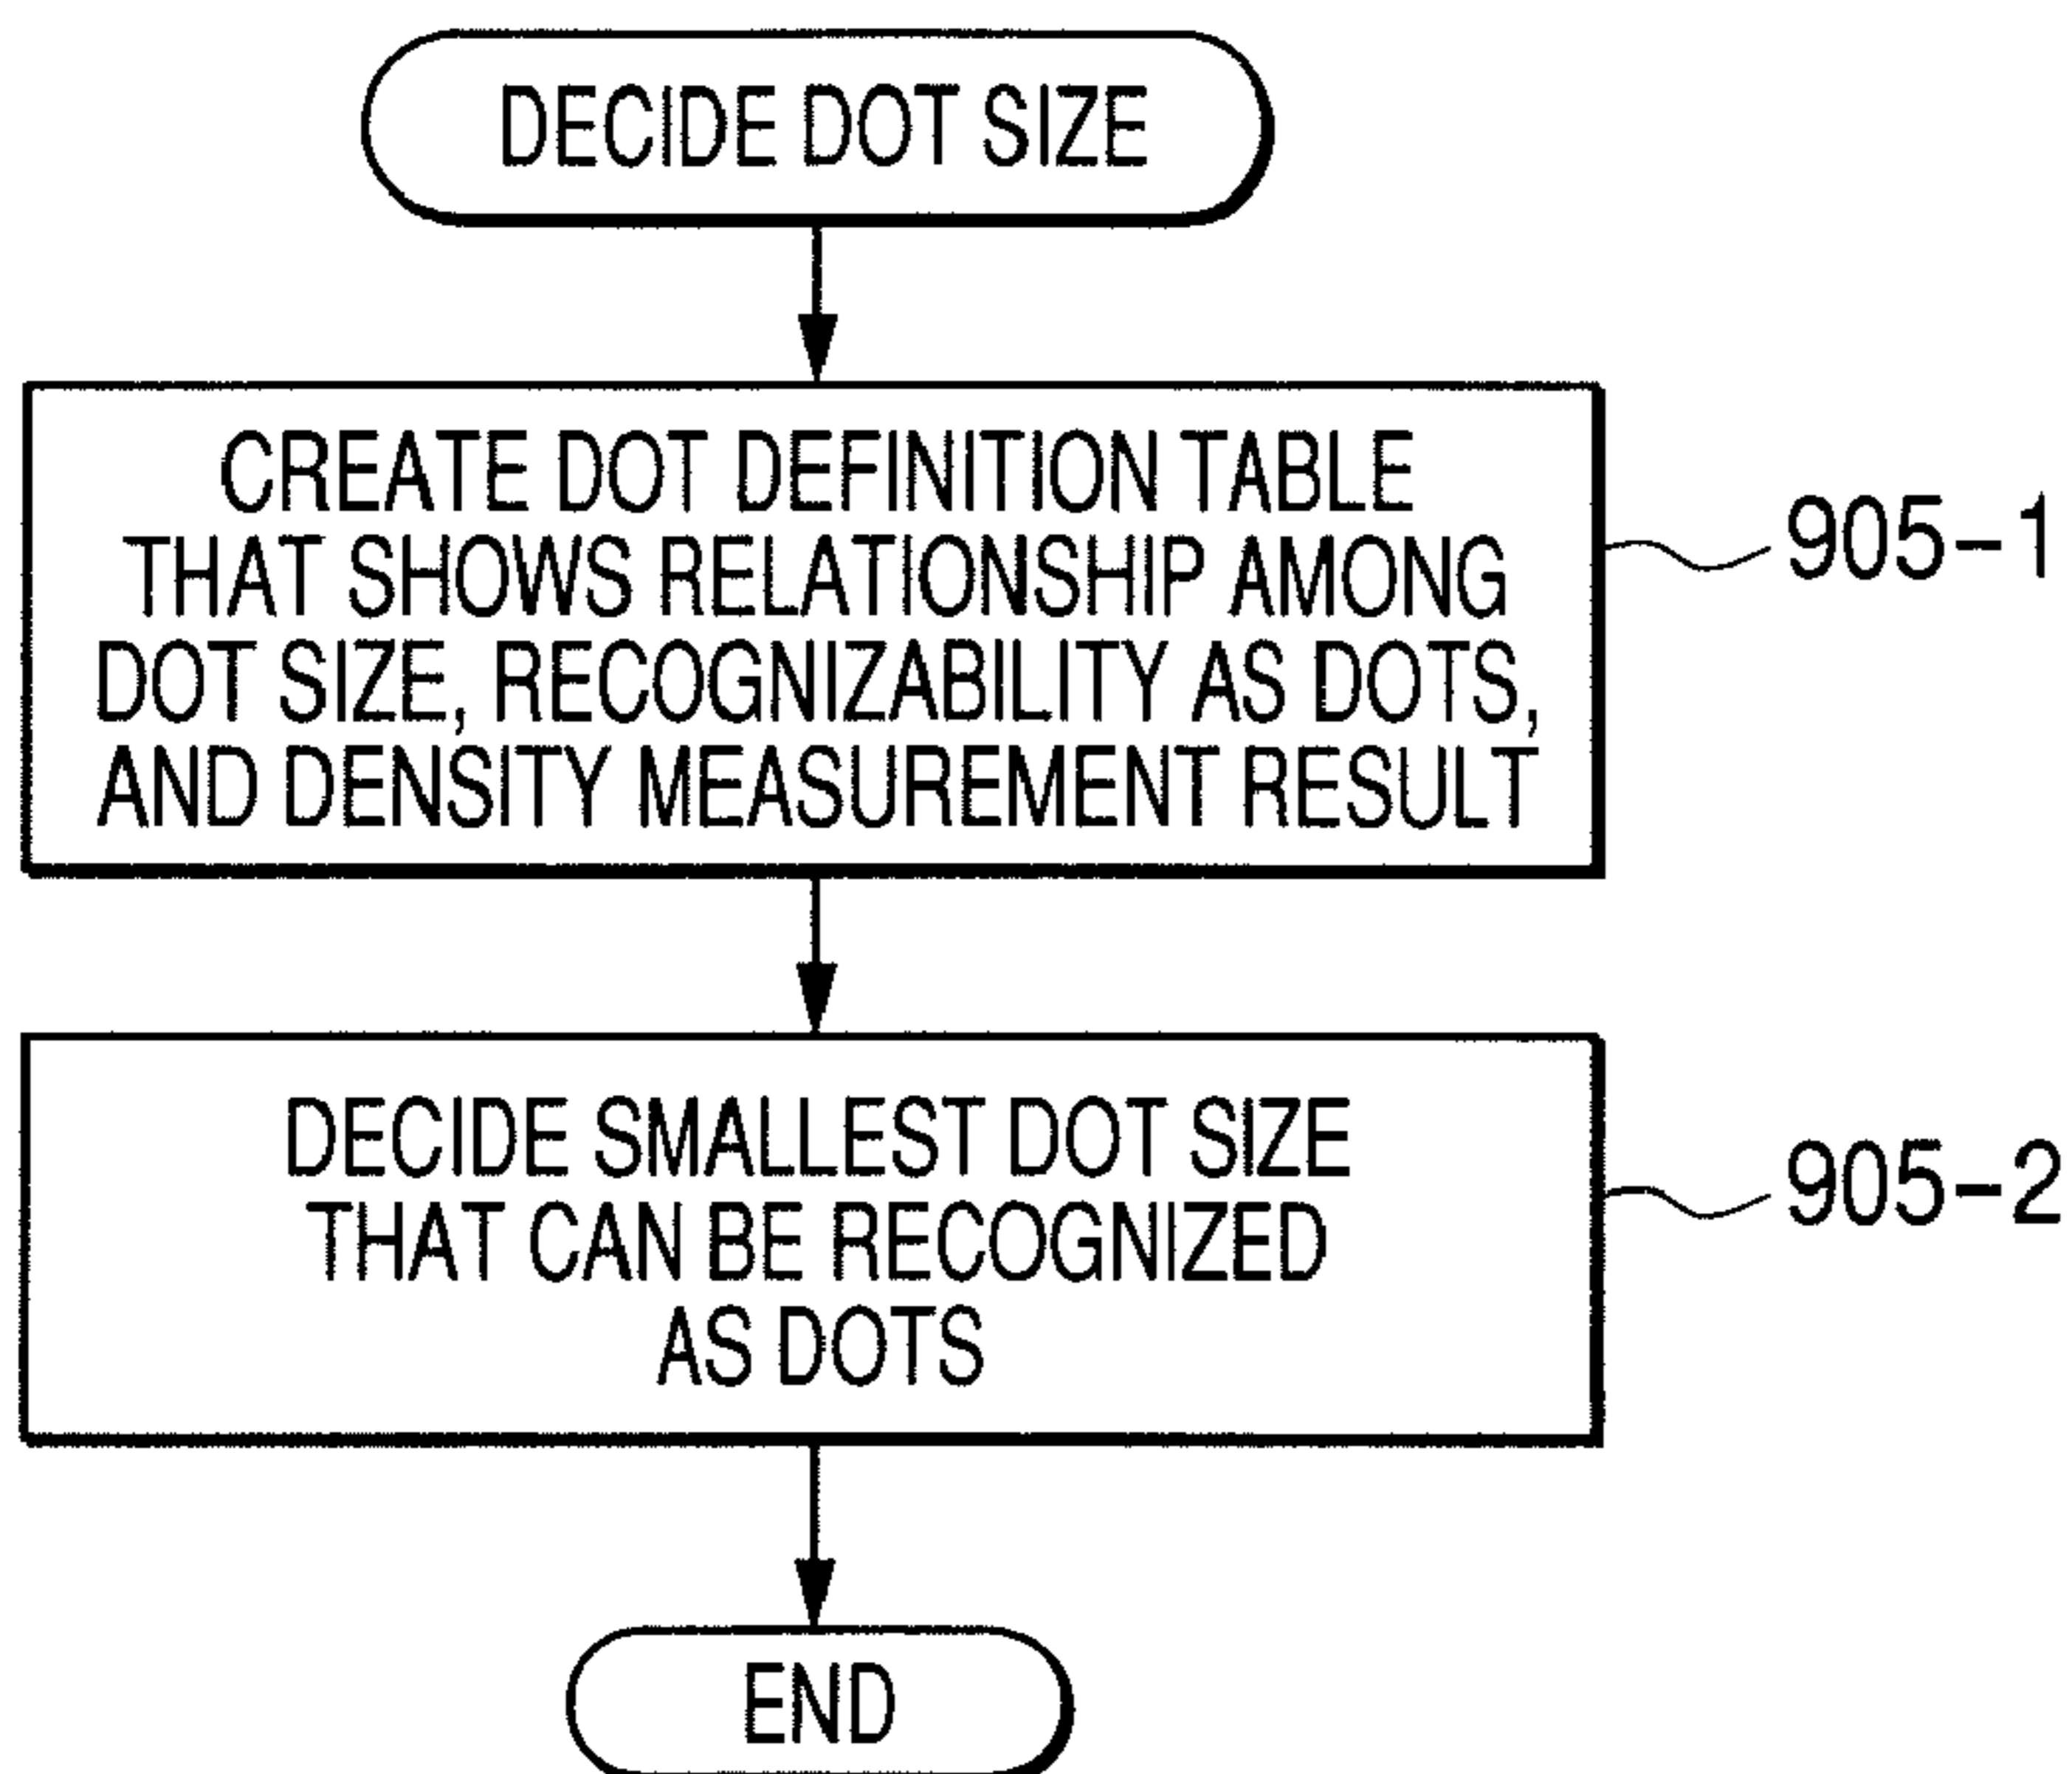 DECIDE DOT SIZE
CREATE DOT DEFINITION TABLE
THAT SHOWS RELATIONSHIP AMONG
DOT SIZE, RECOGNIZABILITY AS DOTS,
AND DENSITY MEASUREMENT RESULT
905-1
DECIDE SMALLEST DOT SIZE
THAT CAN BE RECOGNIZED
AS DOTS
905-2
END